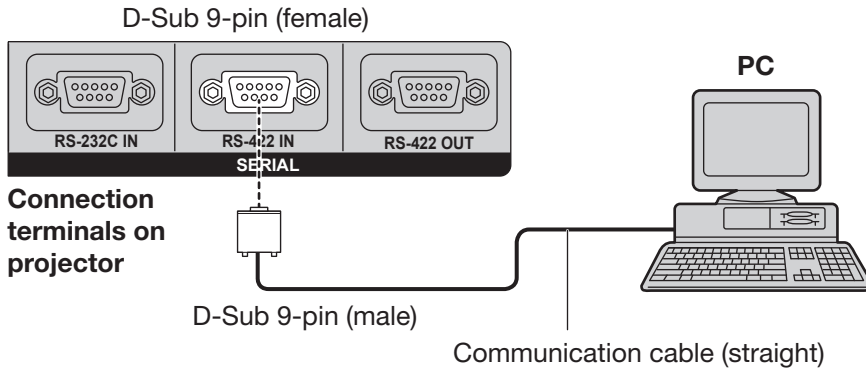 D-Sub 9-pin (female)
PC
RS-232C IN
RS-422 IN
RS-422 OUT
SERIAL
Connection
terminals on
projector
D-Sub 9-pin (male)
Communication cable (straight)